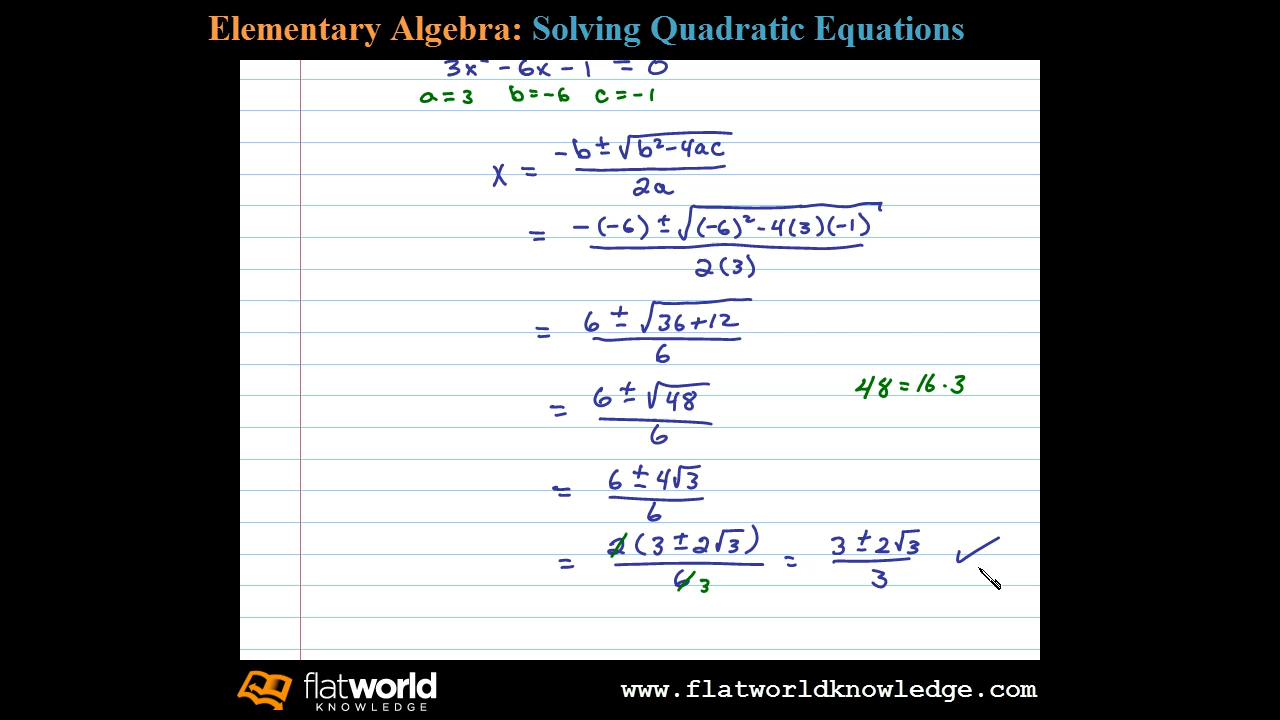 Elementary Algebra: Solving Quadratic Equations
3x² - 6x - 1 = 0
a = 3 b = -6 c = -1
x = (-b ± √(b² - 4ac)) / 2a
= (-(-6) ± √((-6)² - 4(3)(-1))) / 2(3)
= (6 ± √(36+12)) / 6
= (6 ± √48) / 6
48 = 16 · 3
= (6 ± 4√3) / 6
= 2(3 ± 2√3) / 6 3 = (3 ± 2√3) / 3 ✓
flatworld
KNOWLEDGE
www.flatworldknowledge.com